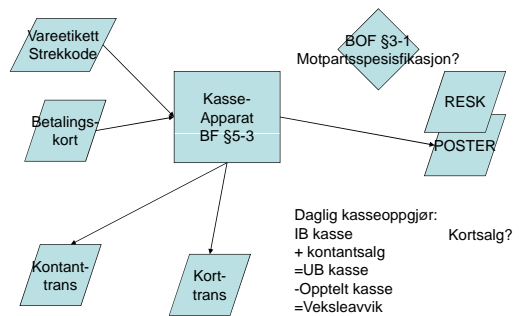 Vareetikett
Strekkode
BOF §3-1
Motpartsspesisfikasjon?
Kasse-
Apparat
BF §5-3
RESK
Betalings-
kort
POSTER
Daglig kasseoppgjør:
IB kasse
Kortsalg?
+ kontantsalg
=UB kasse
-Opptelt kasse
=Veksleavvik
Kontant-
trans
Kort-
trans